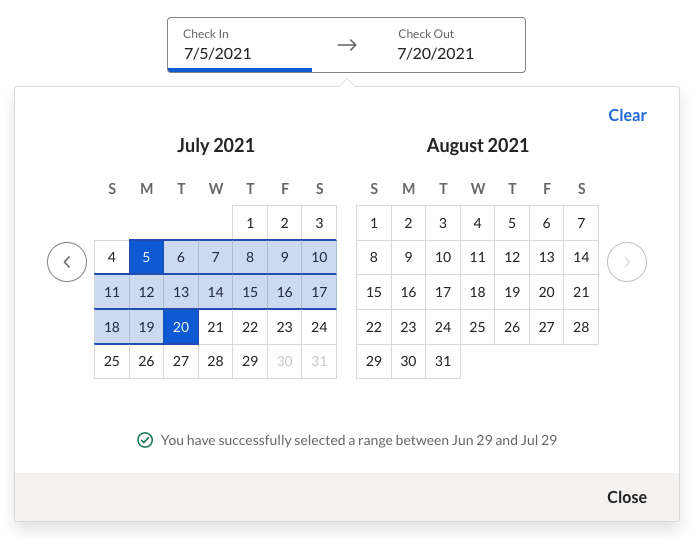 Check In Check Out
7/5/2021 7/20/2021
Clear
July 2021 August 2021
S M T W T F S S M T W T F S
1 2 3 1 2 3 4 5 6 7
4 5 6 7 8 9 10 8 9 10 11 12 13 14
11 12 13 14 15 16 17 15 16 17 18 19 20 21
18 19 20 21 22 23 24 22 23 24 25 26 27 28
25 26 27 28 29 30 31 29 30 31
You have successfully selected a range between Jun 29 and Jul 29
Close